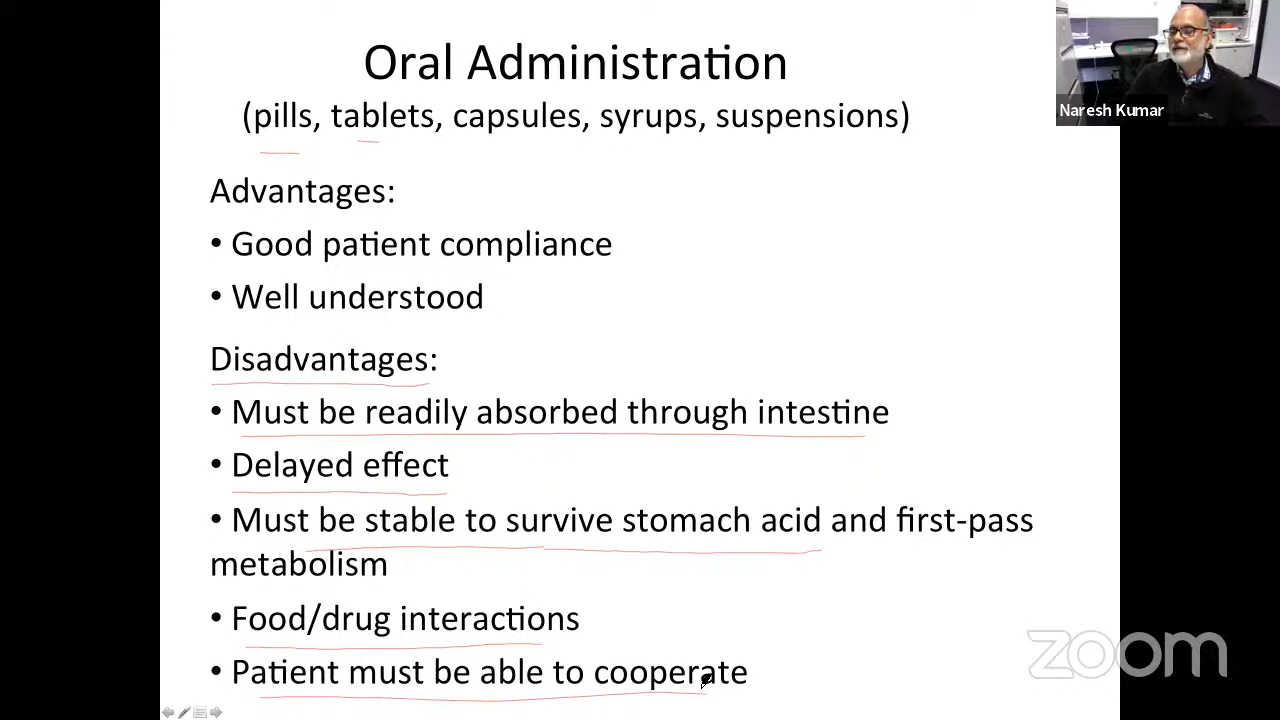 Oral Administration
(pills, tablets, capsules, syrups, suspensions)
Naresh Kumar
Advantages:
• Good patient compliance
• Well understood
Disadvantages:
• Must be readily absorbed through intestine
• Delayed effect
• Must be stable to survive stomach acid and first-pass
metabolism
• Food/drug interactions
• Patient must be able to cooperate
zoom